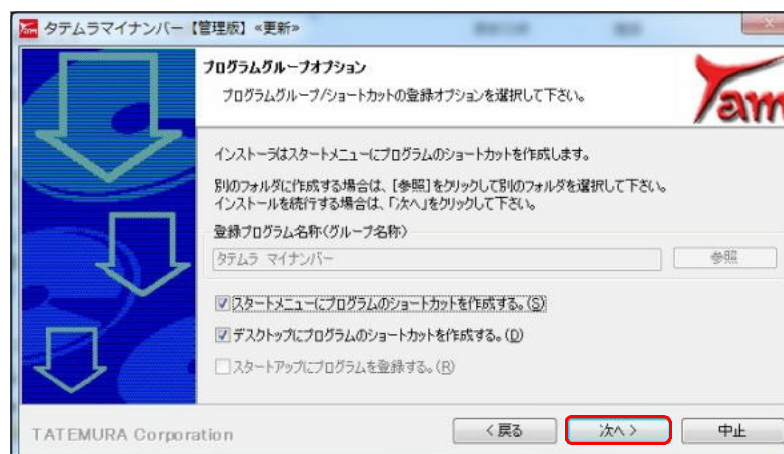 タテムラマイナンバー【管理版】 «更新»
プログラムグループオプション
プログラムグループ/ショートカットの登録オプションを選択して下さい。
Tam
インストーラはスタートメニューにプログラムのショートカットを作成します。
別のフォルダに作成する場合は、[参照]をクリックして別のフォルダを選択して下さい。
インストールを続行する場合は、「次へ」をクリックして下さい。
登録プログラム名称(グループ名称)
タテムラ マイナンバー
参照
スタートメニューにプログラムのショートカットを作成する。(S)
デスクトップにプログラムのショートカットを作成する。(D)
スタートアップにプログラムを登録する。(R)
TATEMURA Corporation
< 戻る
次へ >
中止